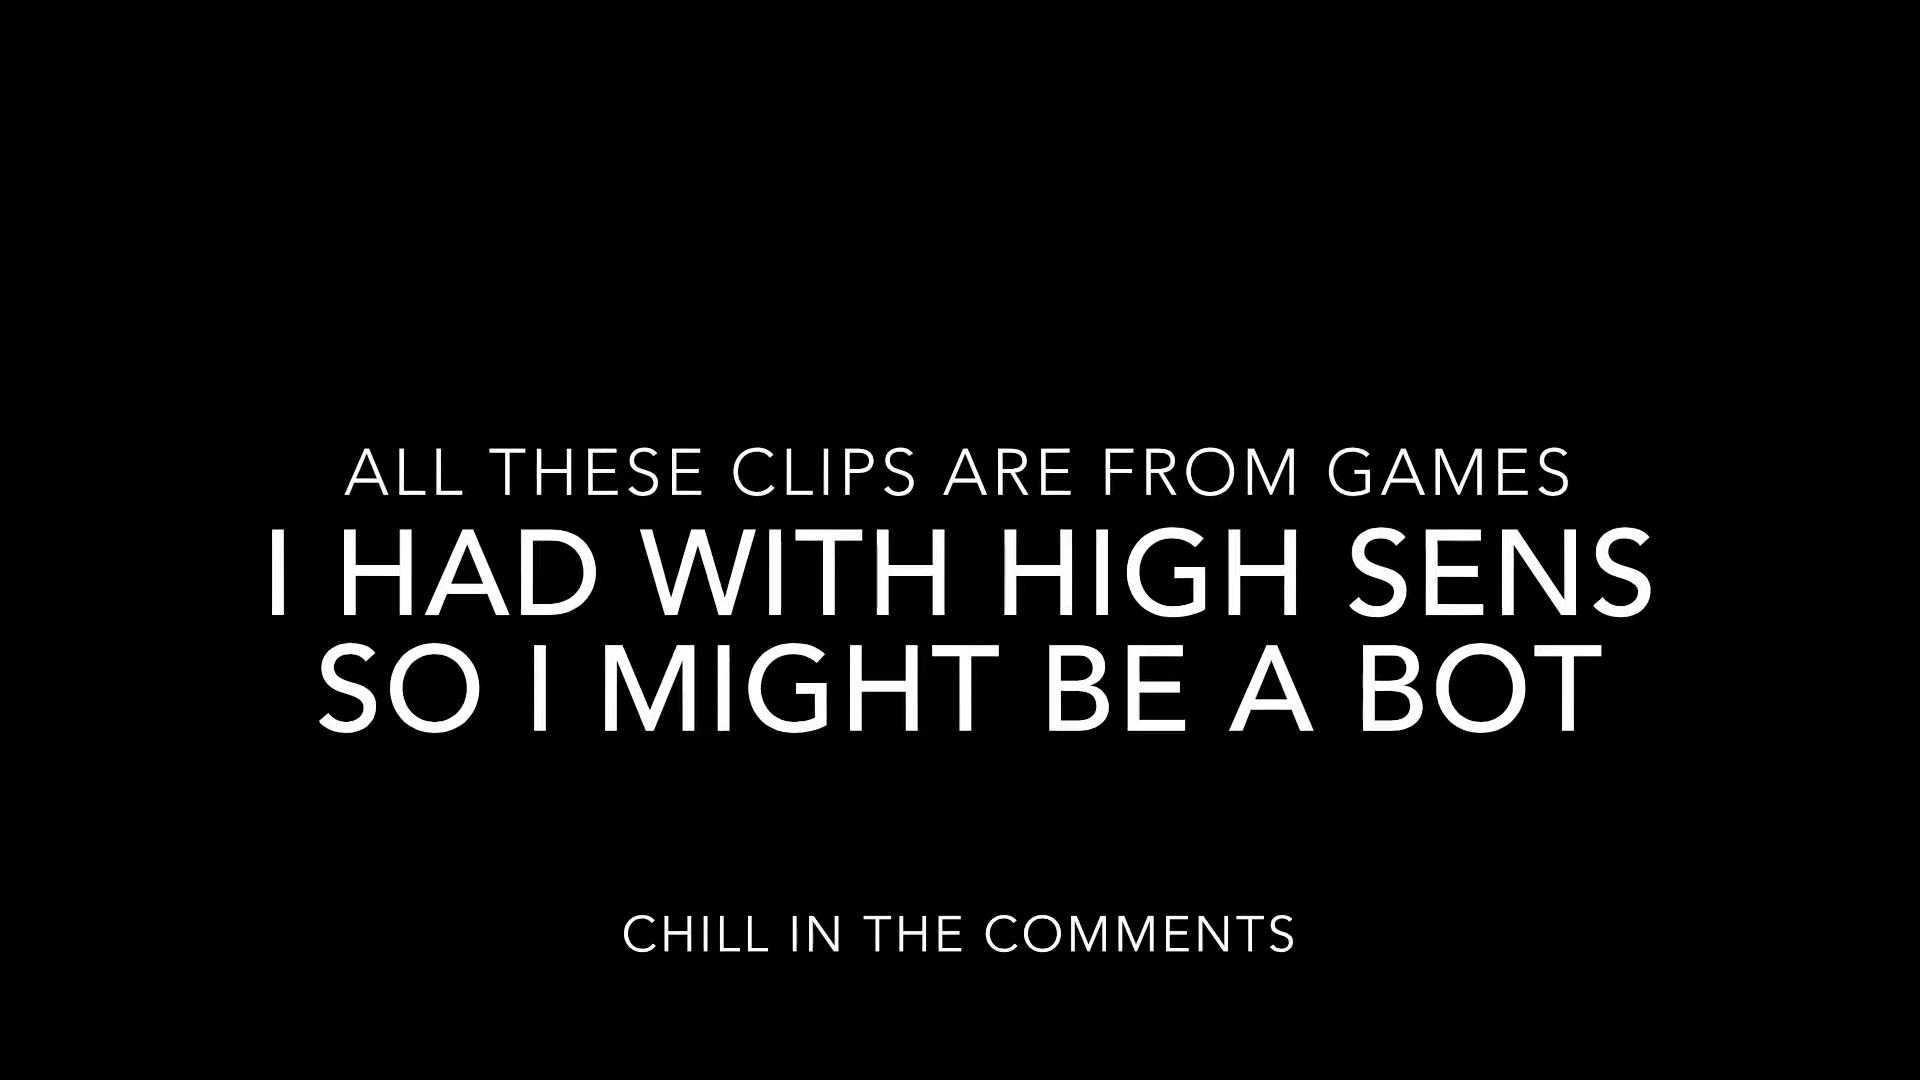 ALL THESE CLIPS ARE FROM GAMES
I HAD WITH HIGH SENS
SO I MIGHT BE A BOT
CHILL IN THE COMMENTS